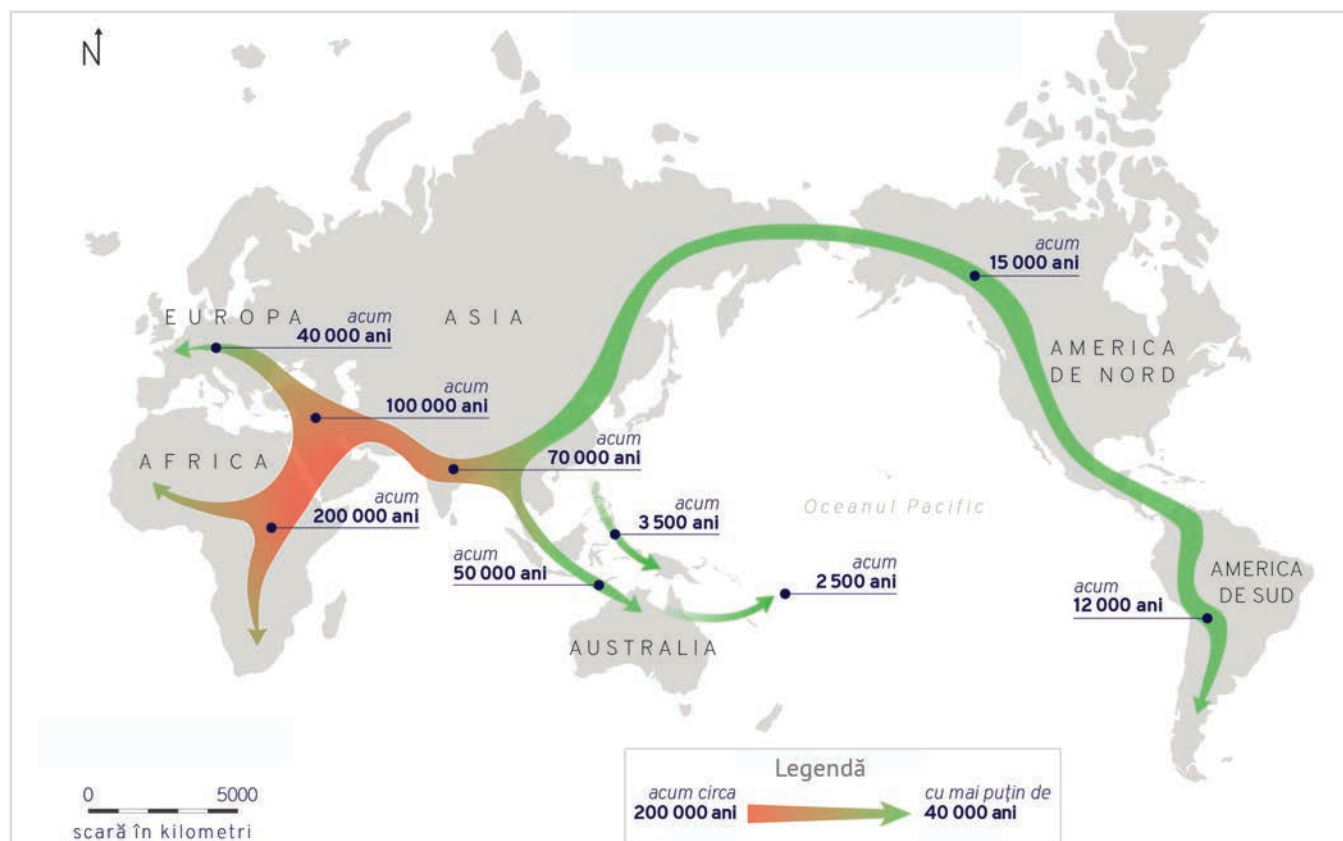 N
acum
15 000 ani
EUROPA
ASIA
acum
40 000 ani
AMERICA
DE NORD
acum
100 000 ani
acum
70 000 ani
AFRICA
acum
200 000 ani
acum
3 500 ani
Oceanul Pacific
acum
50 000 ani
acum
2 500 ani
AMERICA
DE SUD
acum
12 000 ani
AUSTRALIA
Legendă
acum circa
200 000 ani
cu mai puțin de
40 000 ani
0 5000
scară în kilometri